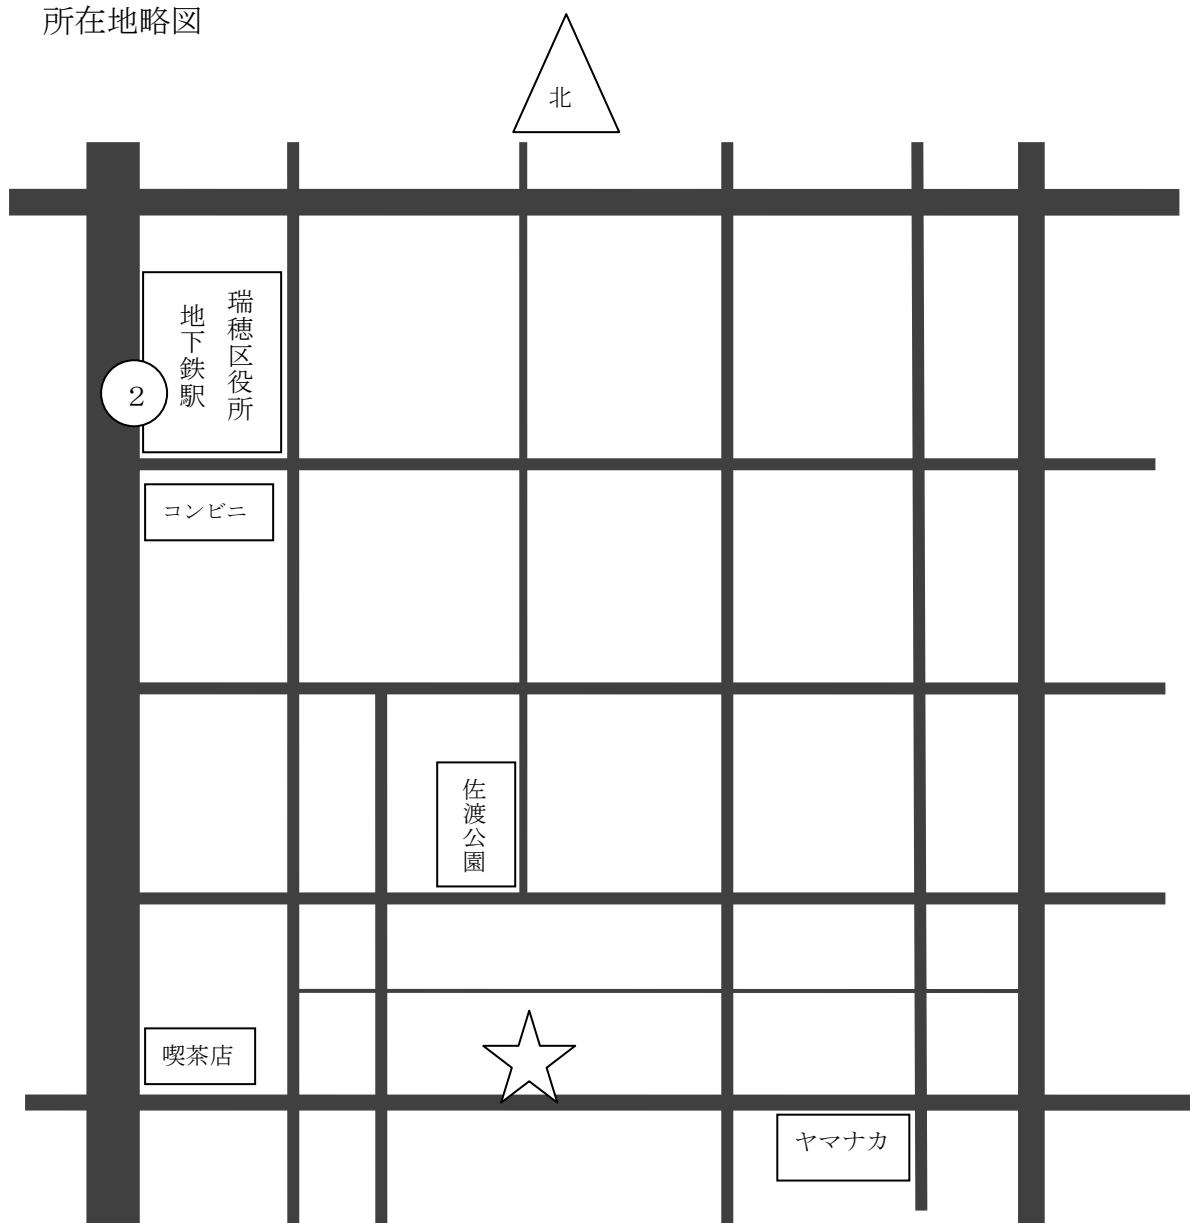 所在地略図
北
瑞穂区役所
地下鉄駅
２
コンビニ
佐渡公園
喫茶店
ヤマナカ